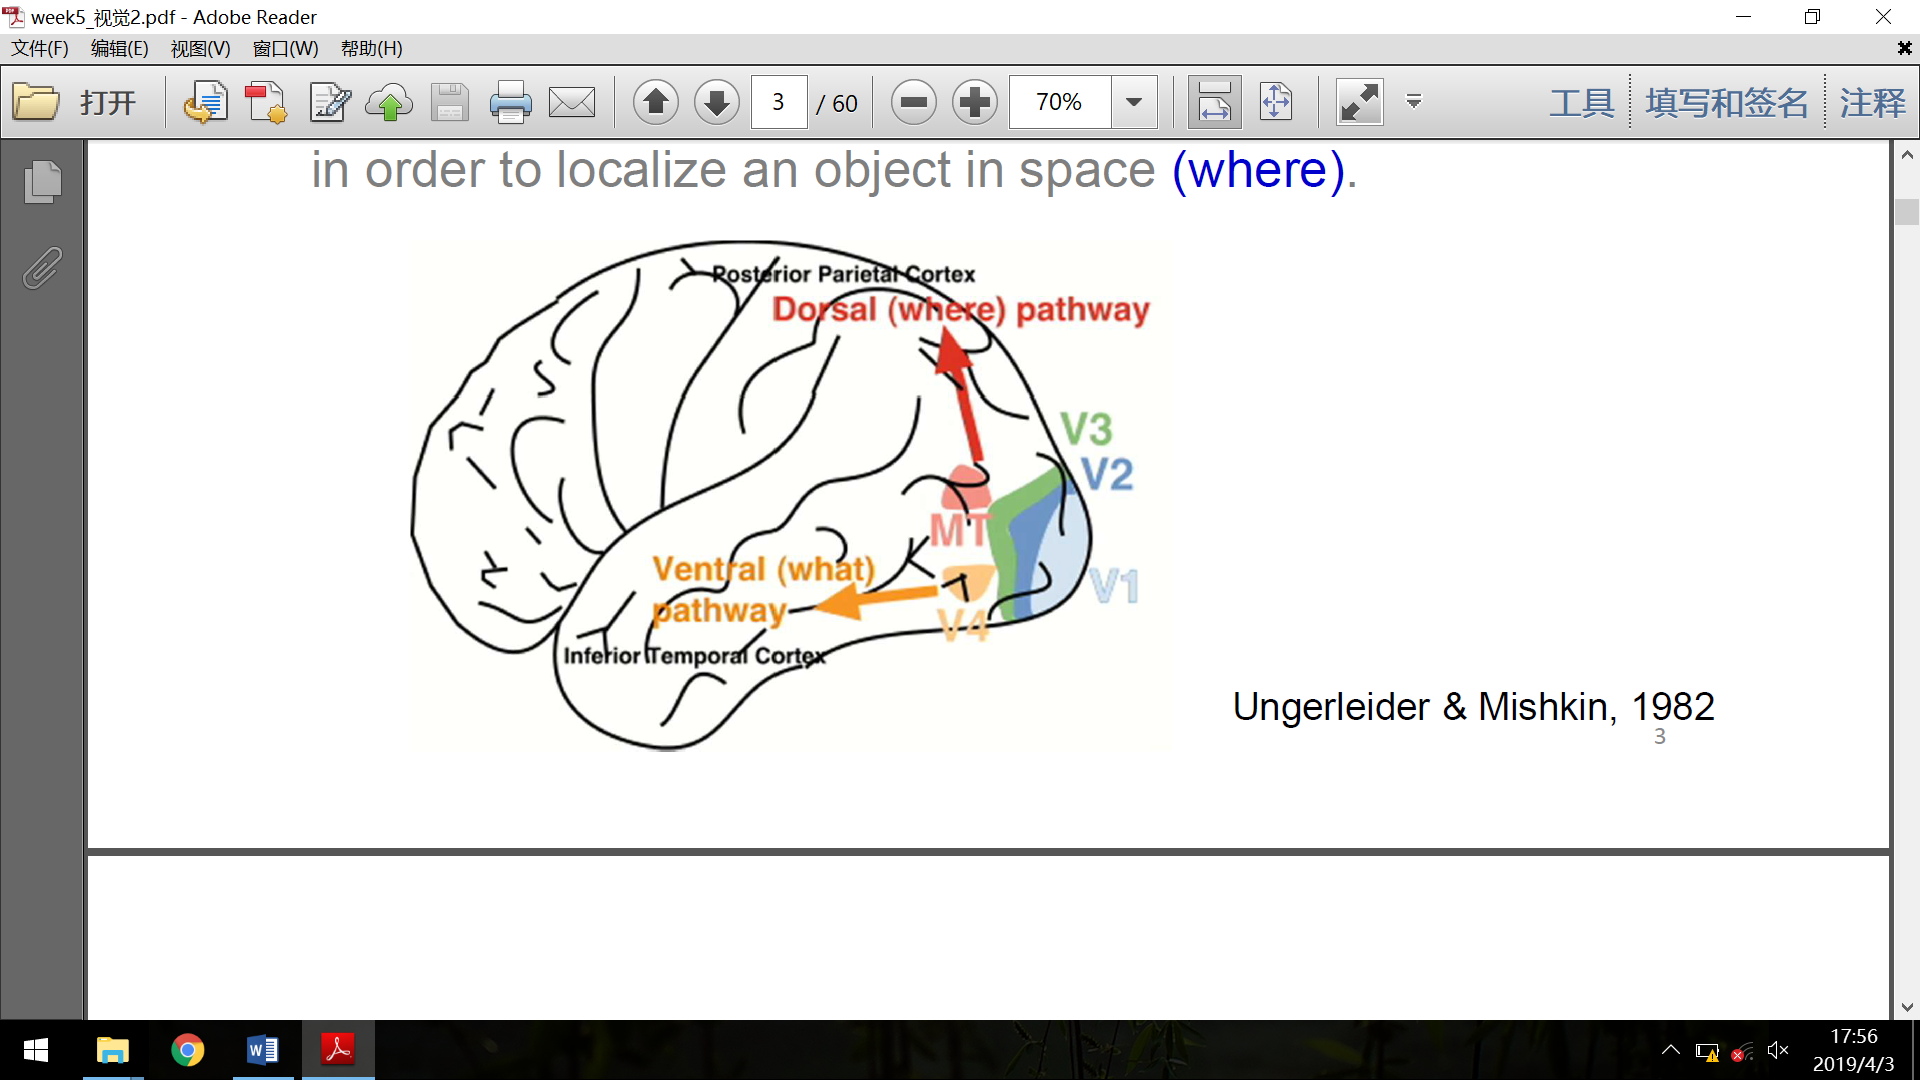 week5_视觉2.pdf - Adobe Reader
文件(F) 编辑(E) 视图(V) 窗口(W) 帮助(H)
打开 3 / 60 70% 工具 填写和签名 注释
in order to localize an object in space (where).
Posterior Parietal Cortex
Dorsal (where) pathway
V3
V2
MT
Ventral (what)
V1
pathway
V4
Inferior Temporal Cortex
Ungerleider & Mishkin, 1982
3
17:56
2019/4/3